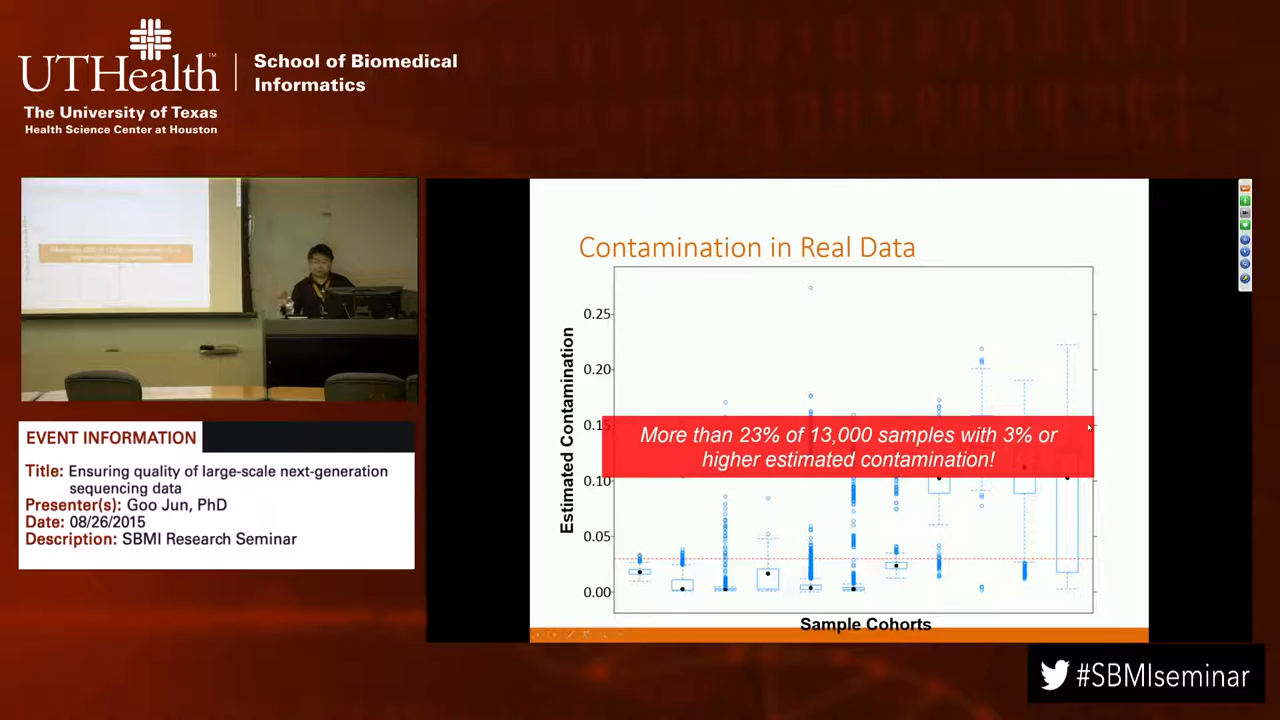 UTHealth™
School of Biomedical
Informatics
The University of Texas
Health Science Center at Houston
EVENT INFORMATION
Title: Ensuring quality of large-scale next-generation
sequencing data
Presenter(s): Goo Jun, PhD
Date: 08/26/2015
Description: SBMI Research Seminar
Contamination in Real Data
Estimated Contamination
0.25
0.20
0.15
0.10
0.05
0.00
More than 23% of 13,000 samples with 3% or
higher estimated contamination!
Sample Cohorts
#SBMIseminar